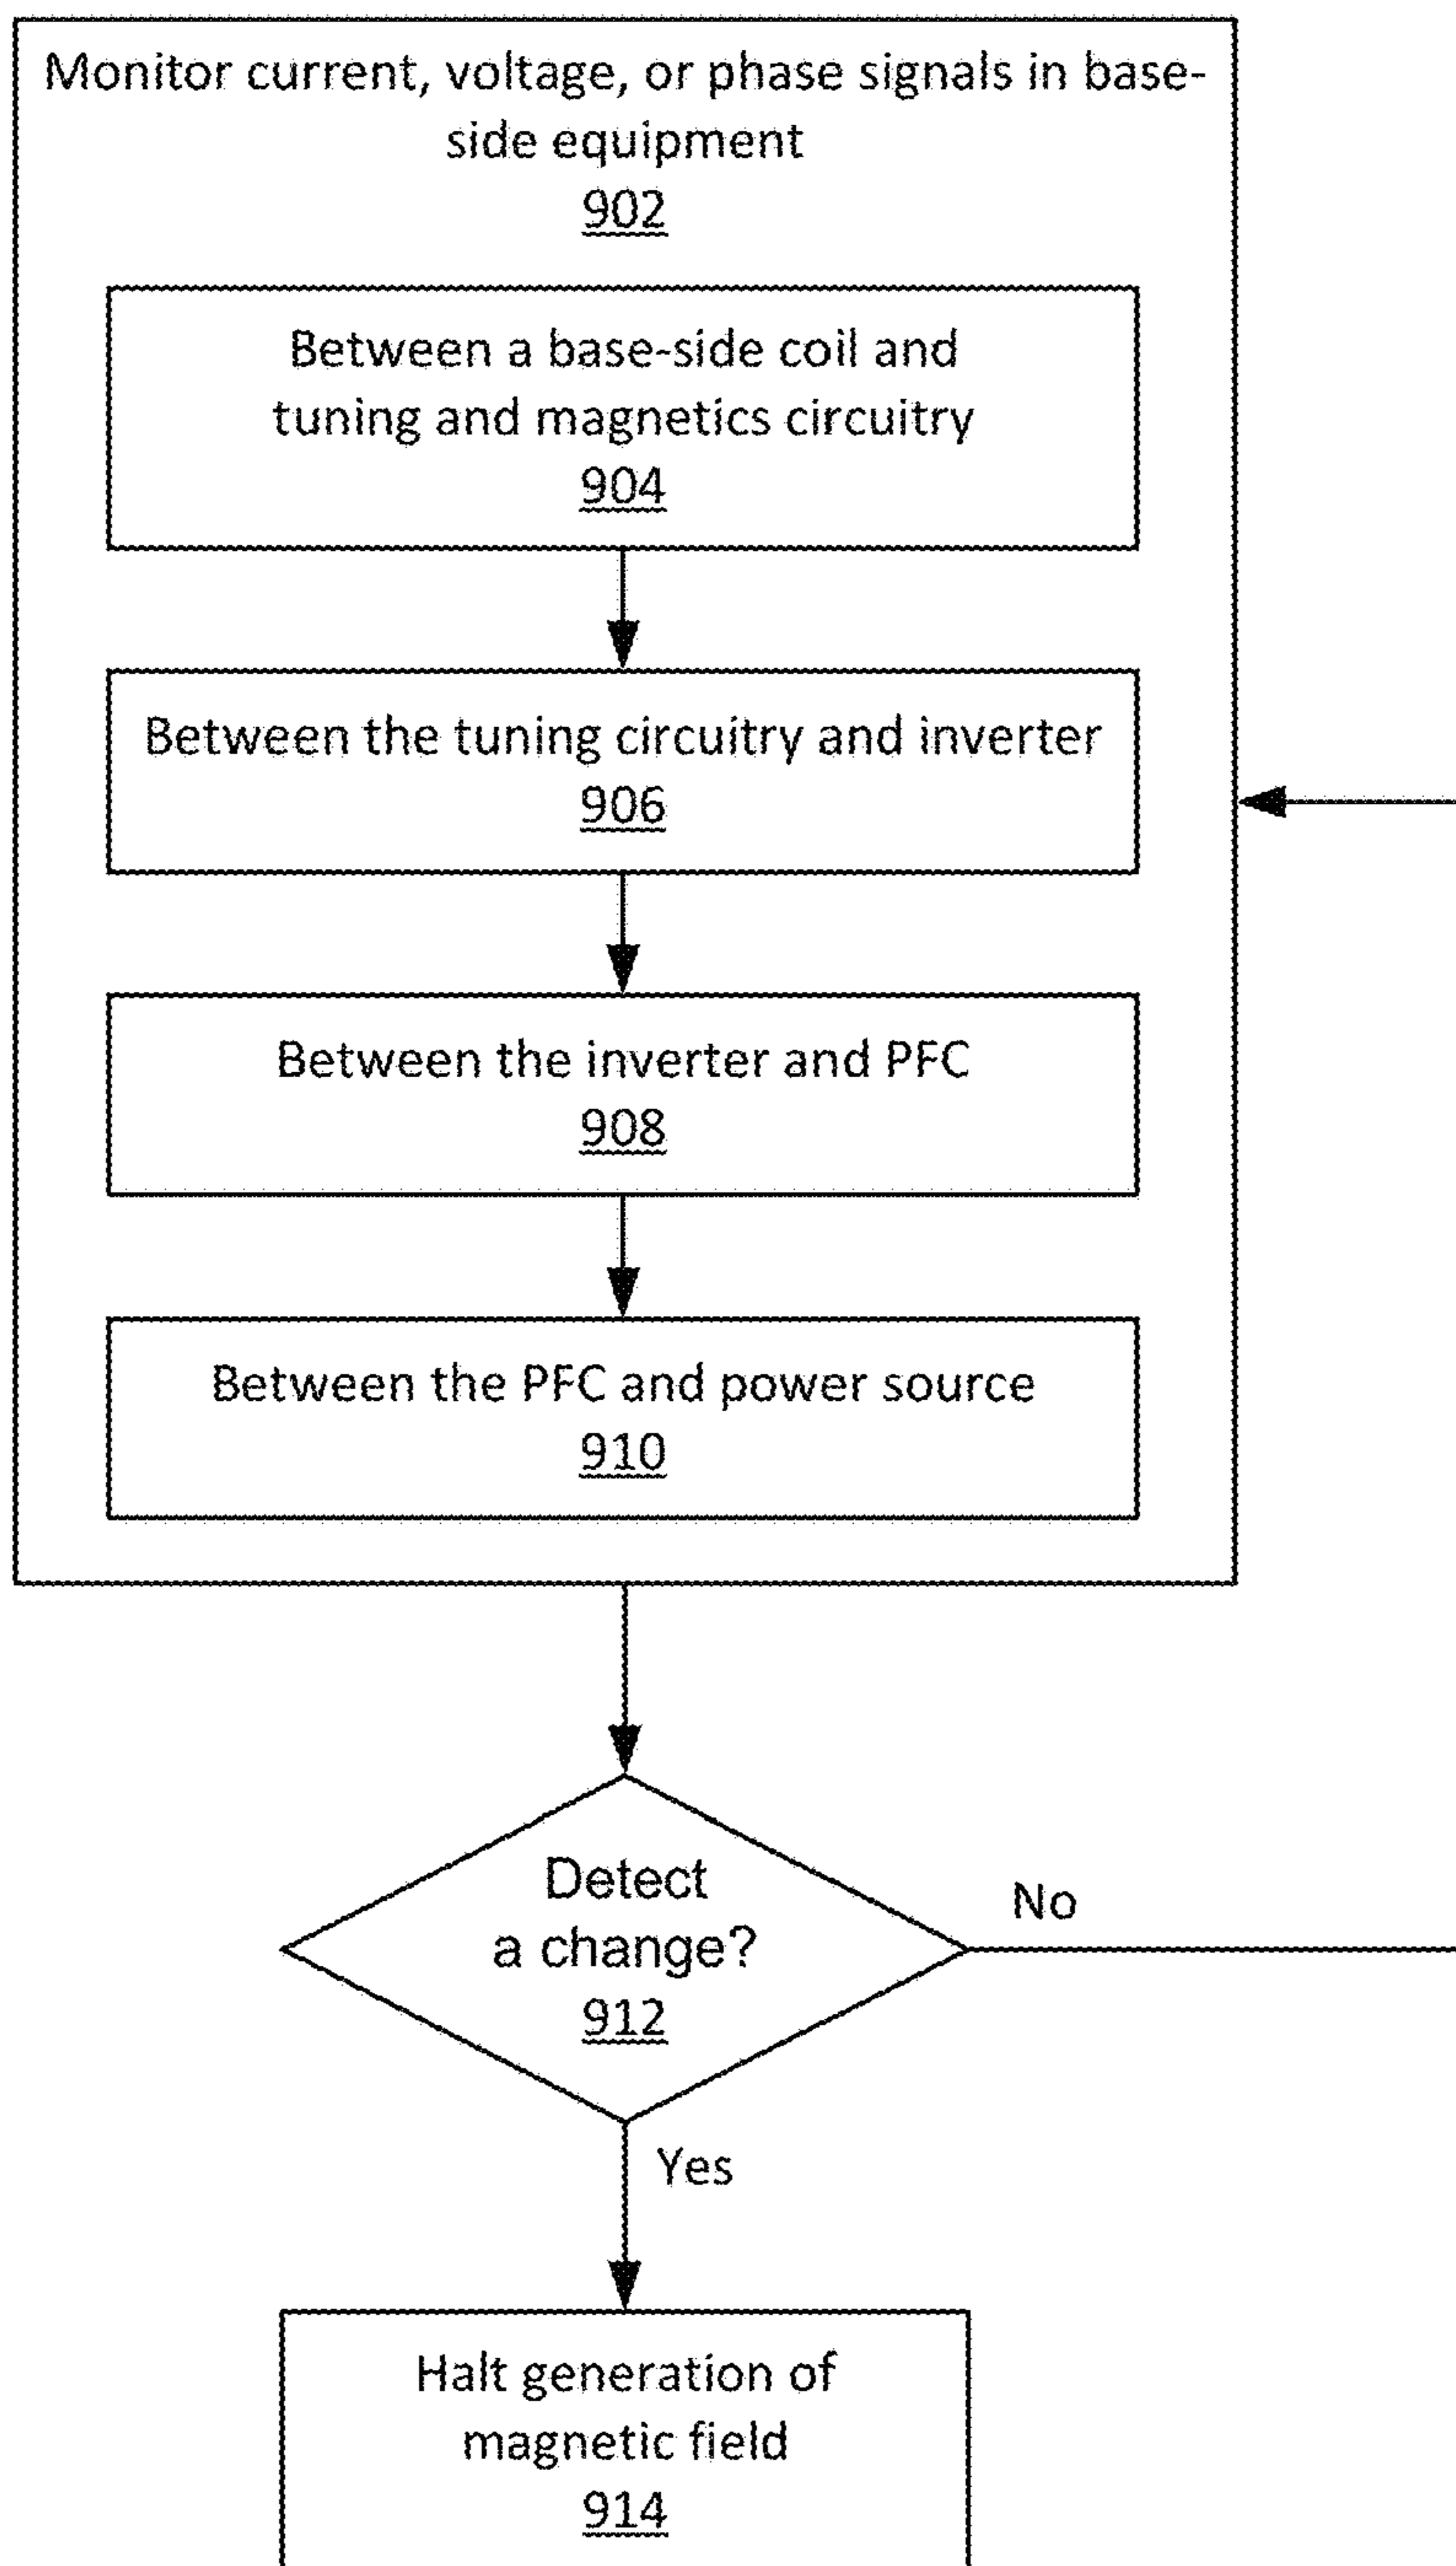 Monitor current, voltage, or phase signals in base-
side equipment
902
Between a base-side coil and
tuning and magnetics circuitry
904
Between the tuning circuitry and inverter
906
Between the inverter and PFC
908
Between the PFC and power source
910
Detect
a change?
912
No
Yes
Halt generation of
magnetic field
914